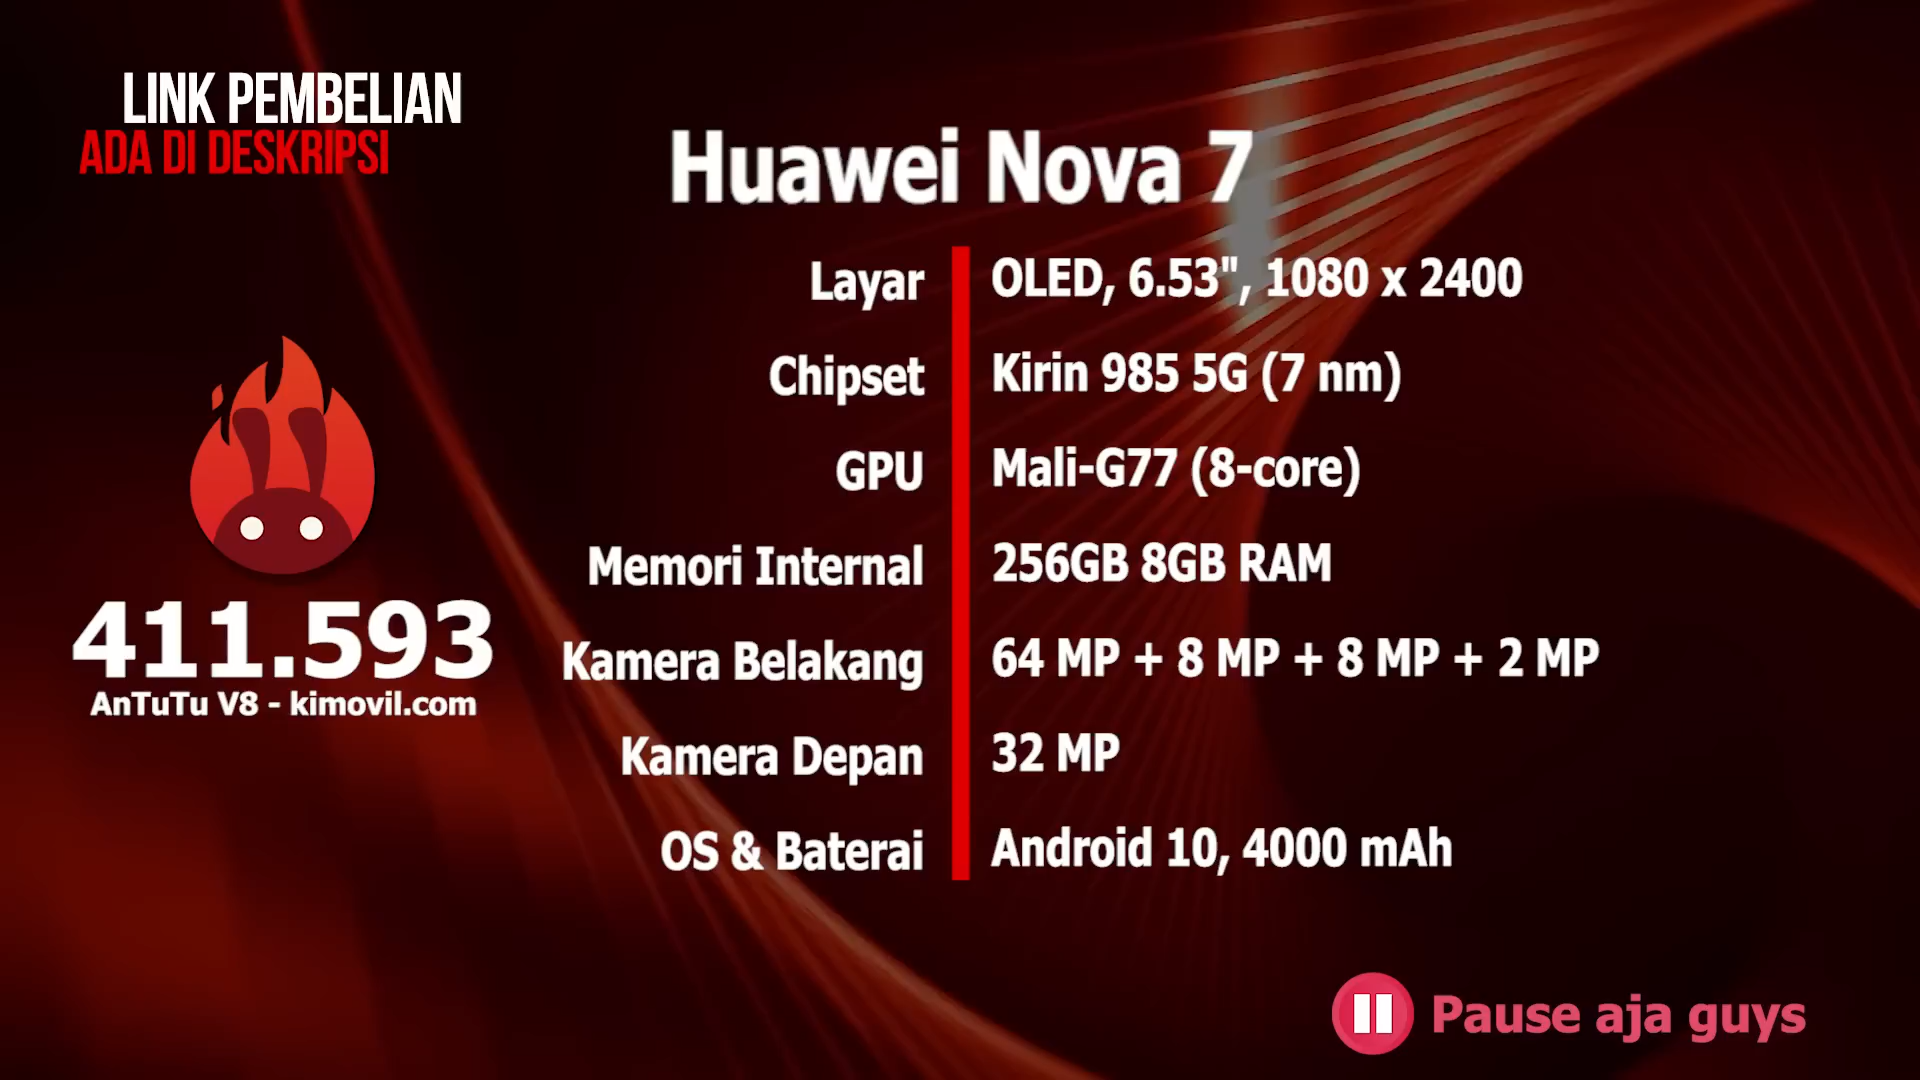 LINK PEMBELIAN
ADA DI DESKRIPSI
Huawei Nova 7
Layar OLED, 6.53", 1080 x 2400
Chipset Kirin 985 5G (7 nm)
GPU Mali-G77 (8-core)
Memori Internal 256GB 8GB RAM
Kamera Belakang 64 MP + 8 MP + 8 MP + 2 MP
Kamera Depan 32 MP
OS & Baterai Android 10, 4000 mAh
411.593
AnTuTu V8 - kimovil.com
Pause aja guys